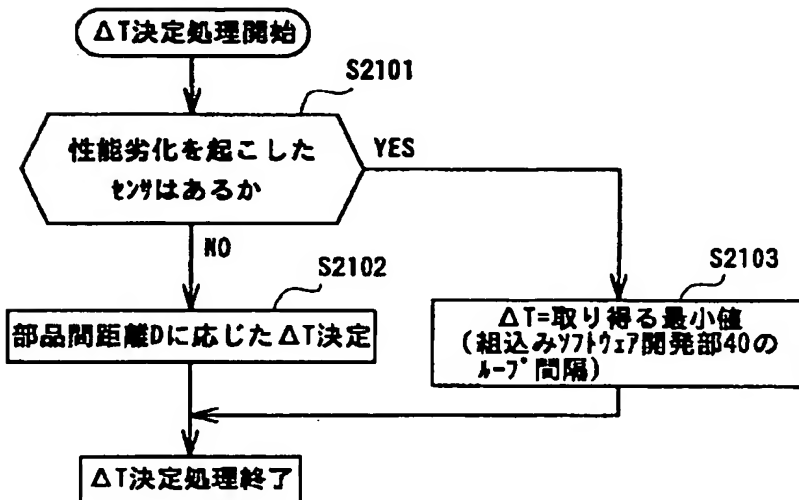 ΔT決定処理開始
S2101
性能劣化を起こした
ｾﾝｻはあるか
YES
NO
S2102
部品間距離Dに応じたΔT決定
S2103
ΔT=取り得る最小値
(組込みｿﾌﾄｳｪｱ開発部40の
ﾙｰﾌﾟ間隔)
ΔT決定処理終了